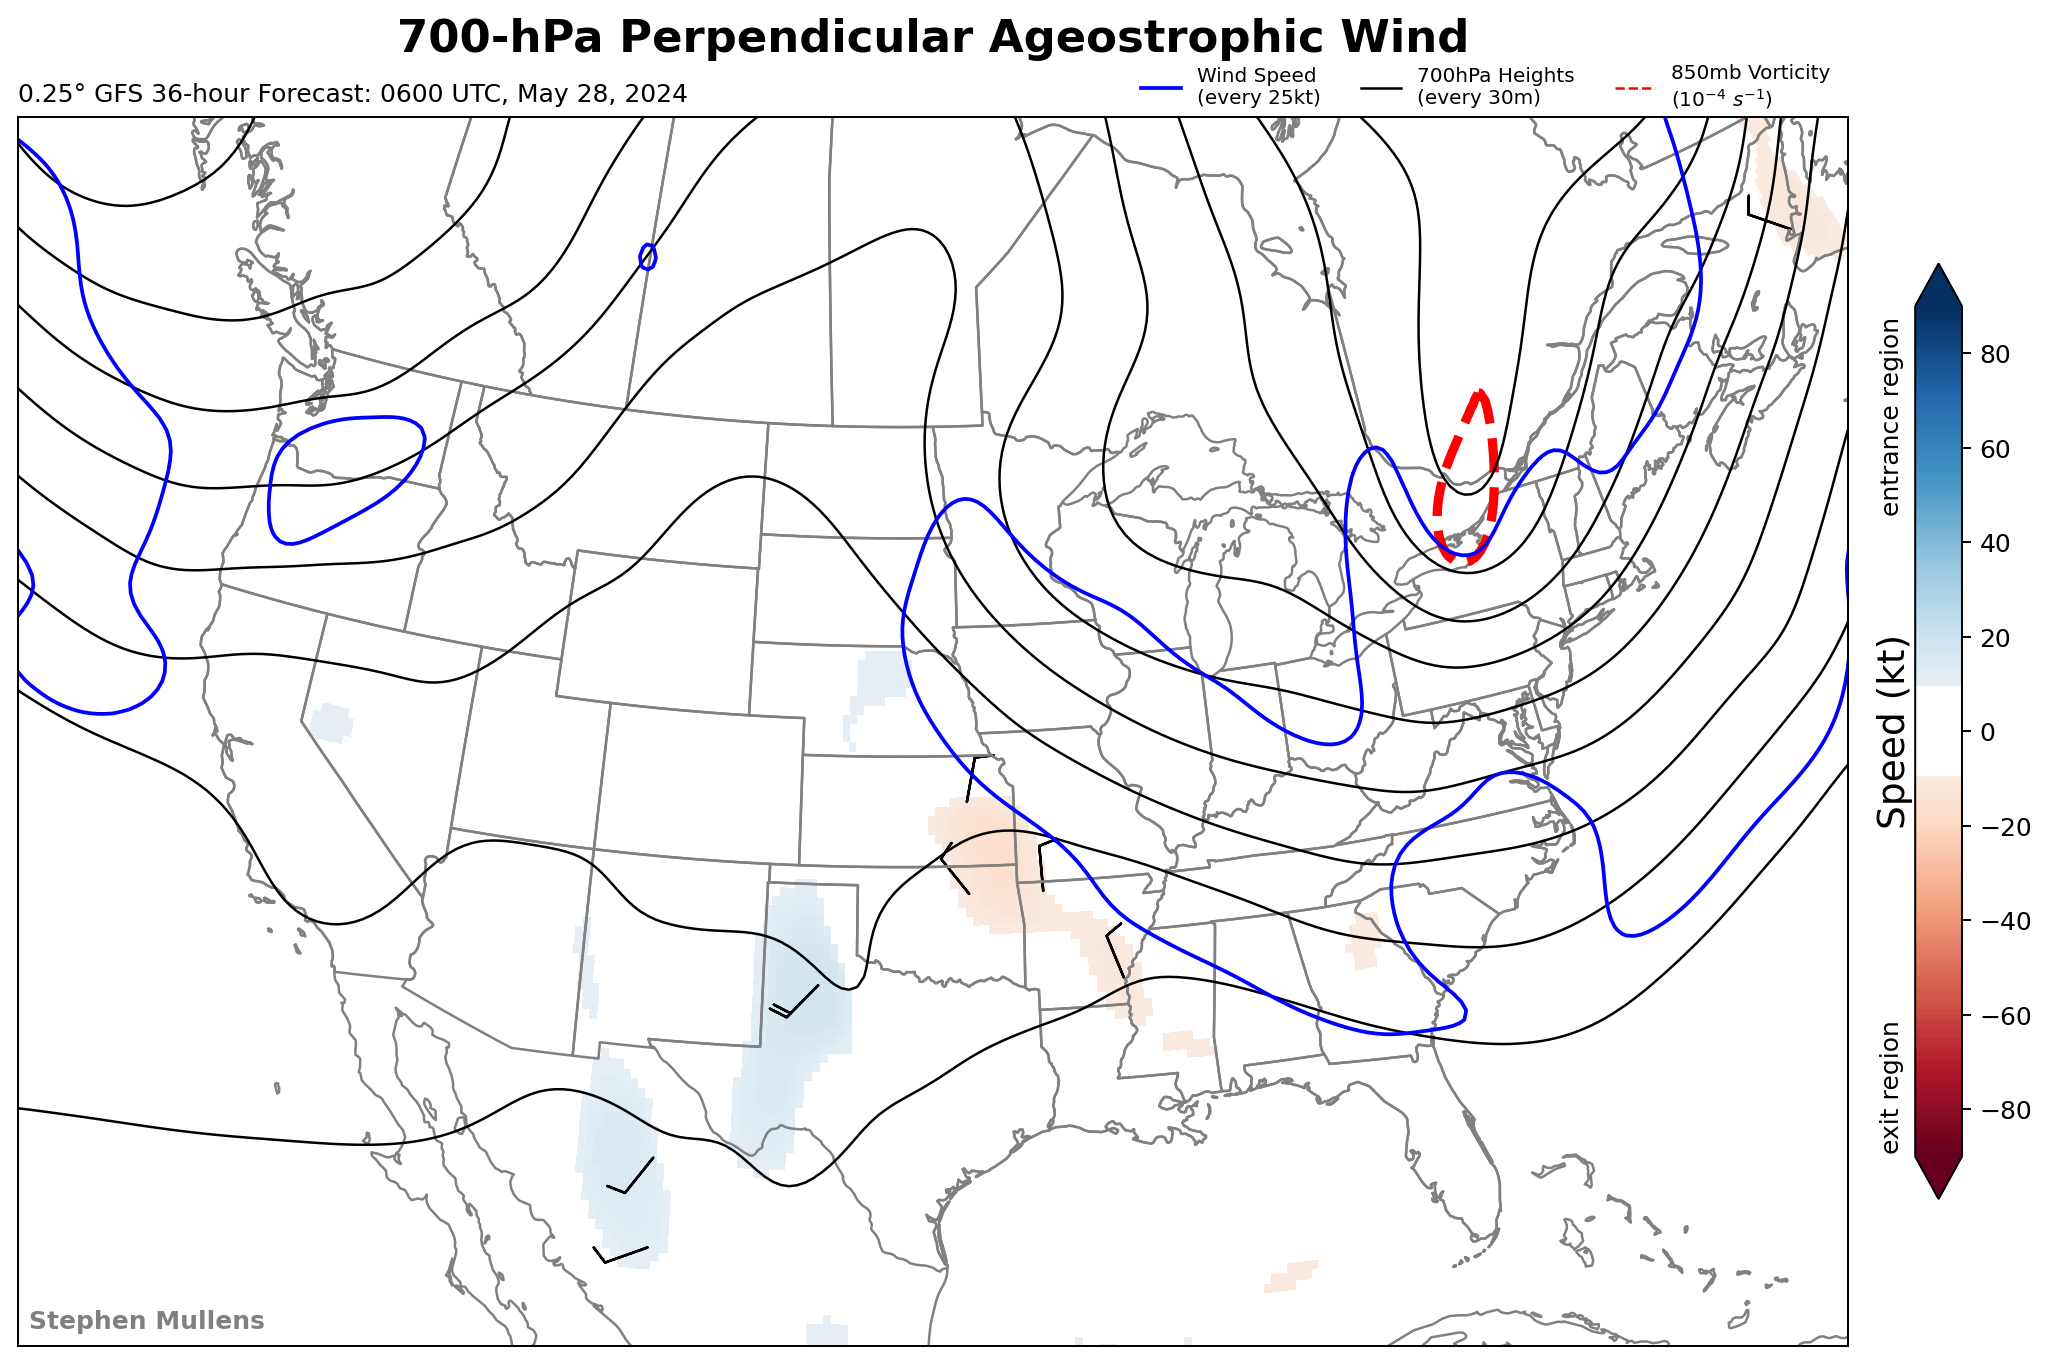 700-hPa Perpendicular Ageostrophic Wind
0.25° GFS 36-hour Forecast: 0600 UTC, May 28, 2024
Wind Speed
(every 25kt)
700hPa Heights
(every 30m)
850mb Vorticity
(10⁻⁴ s⁻¹)
entrance region
Speed (kt)
exit region
80
60
40
20
0
−20
−40
−60
−80
Stephen Mullens